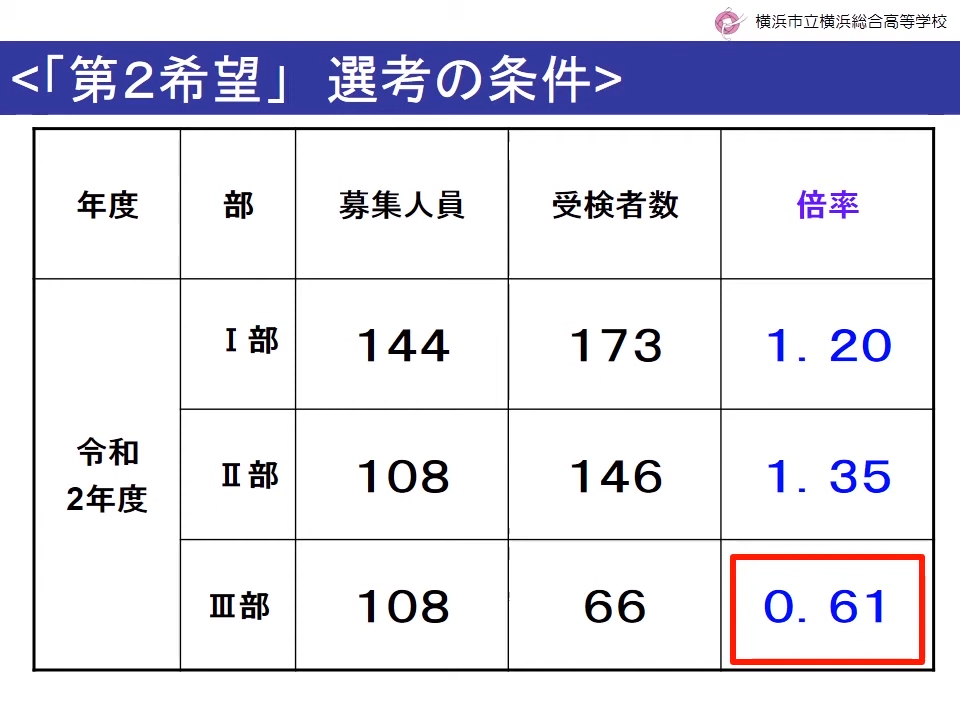 横浜市立横浜総合高等学校
<「第２希望」 選考の条件>
年度 部 募集人員 受検者数 倍率
令和
2年度
Ⅰ部 144 173 1．20
Ⅱ部 108 146 1．35
Ⅲ部 108 66 0．61